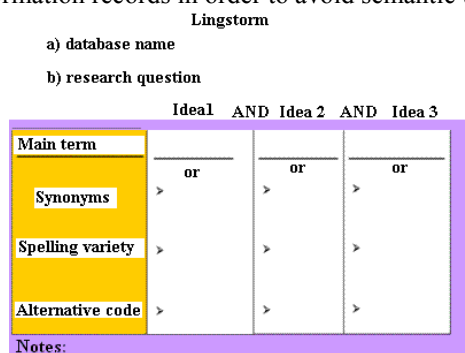 rmation records in order to avoid semantic
Lingstorm
a) database name
b) research question
Idea1 AND Idea 2 AND Idea 3
Main term
or or or
Synonyms
Spelling variety
Alternative code
Notes: